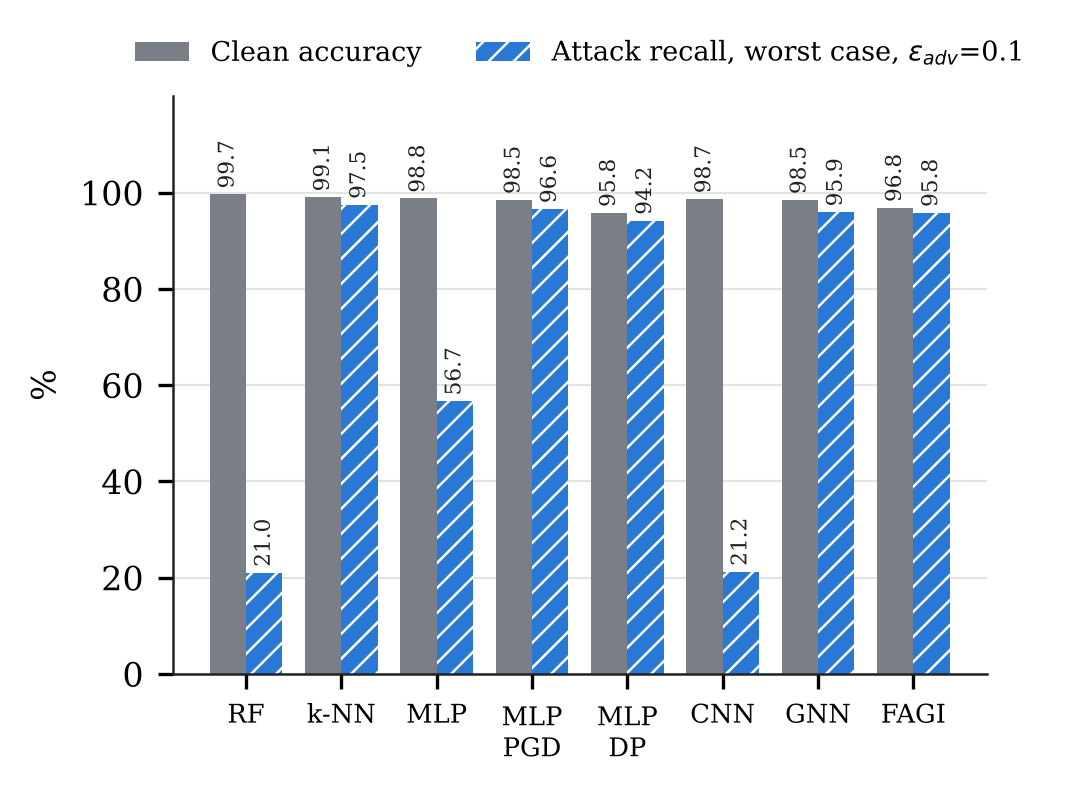 Clean accuracy
Attack recall, worst case, ε_adv=0.1
%
100
80
60
40
20
0
99.7
21.0
99.1
97.5
98.8
56.7
98.5
96.6
95.8
94.2
98.7
21.2
98.5
95.9
96.8
95.8
RF
k-NN
MLP
MLP
PGD
MLP
DP
CNN
GNN
FAGI